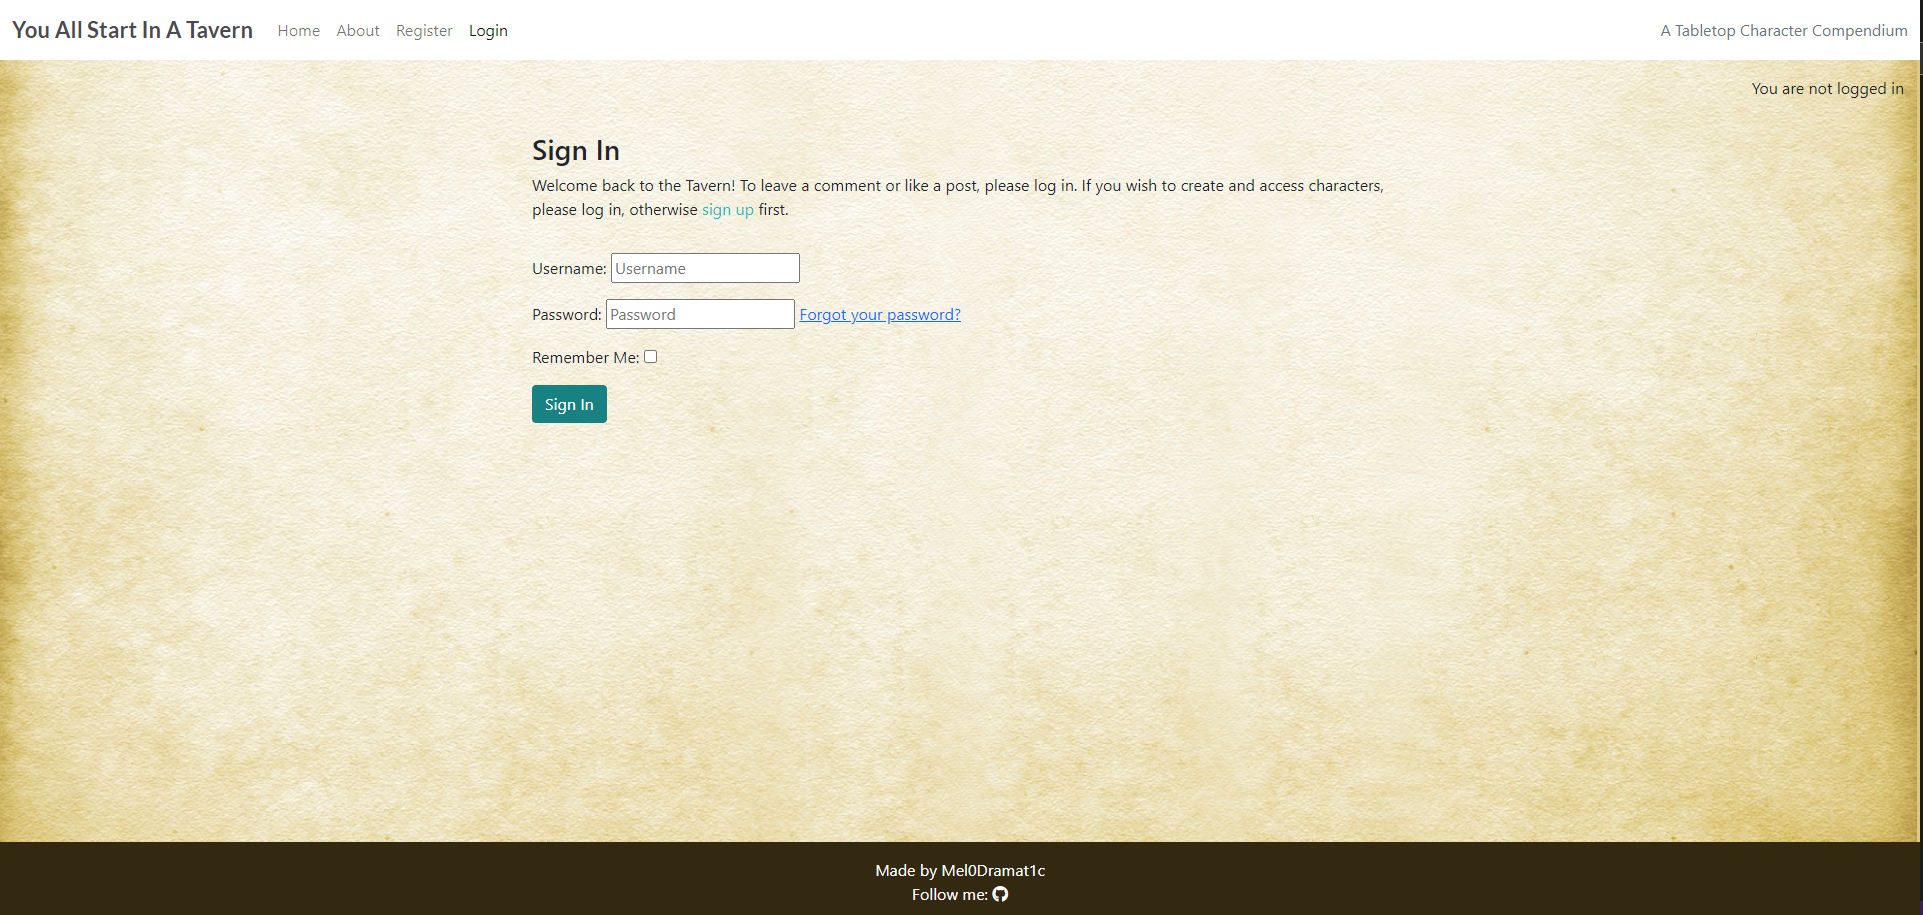 You All Start In A Tavern Home About Register Login A Tabletop Character Compendium
You are not logged in
Sign In
Welcome back to the Tavern! To leave a comment or like a post, please log in. If you wish to create and access characters,
please log in, otherwise sign up first.
Username: Username
Password: Password Forgot your password?
Remember Me:
Sign In
Made by Mel0Dramat1c
Follow me: